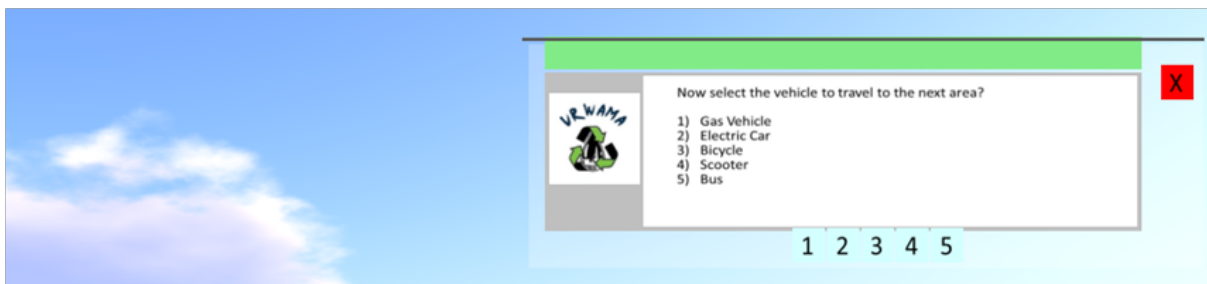 Now select the vehicle to travel to the next area?
X
VRWAMA
1) Gas Vehicle
2) Electric Car
3) Bicycle
4) Scooter
5) Bus
1 2 3 4 5